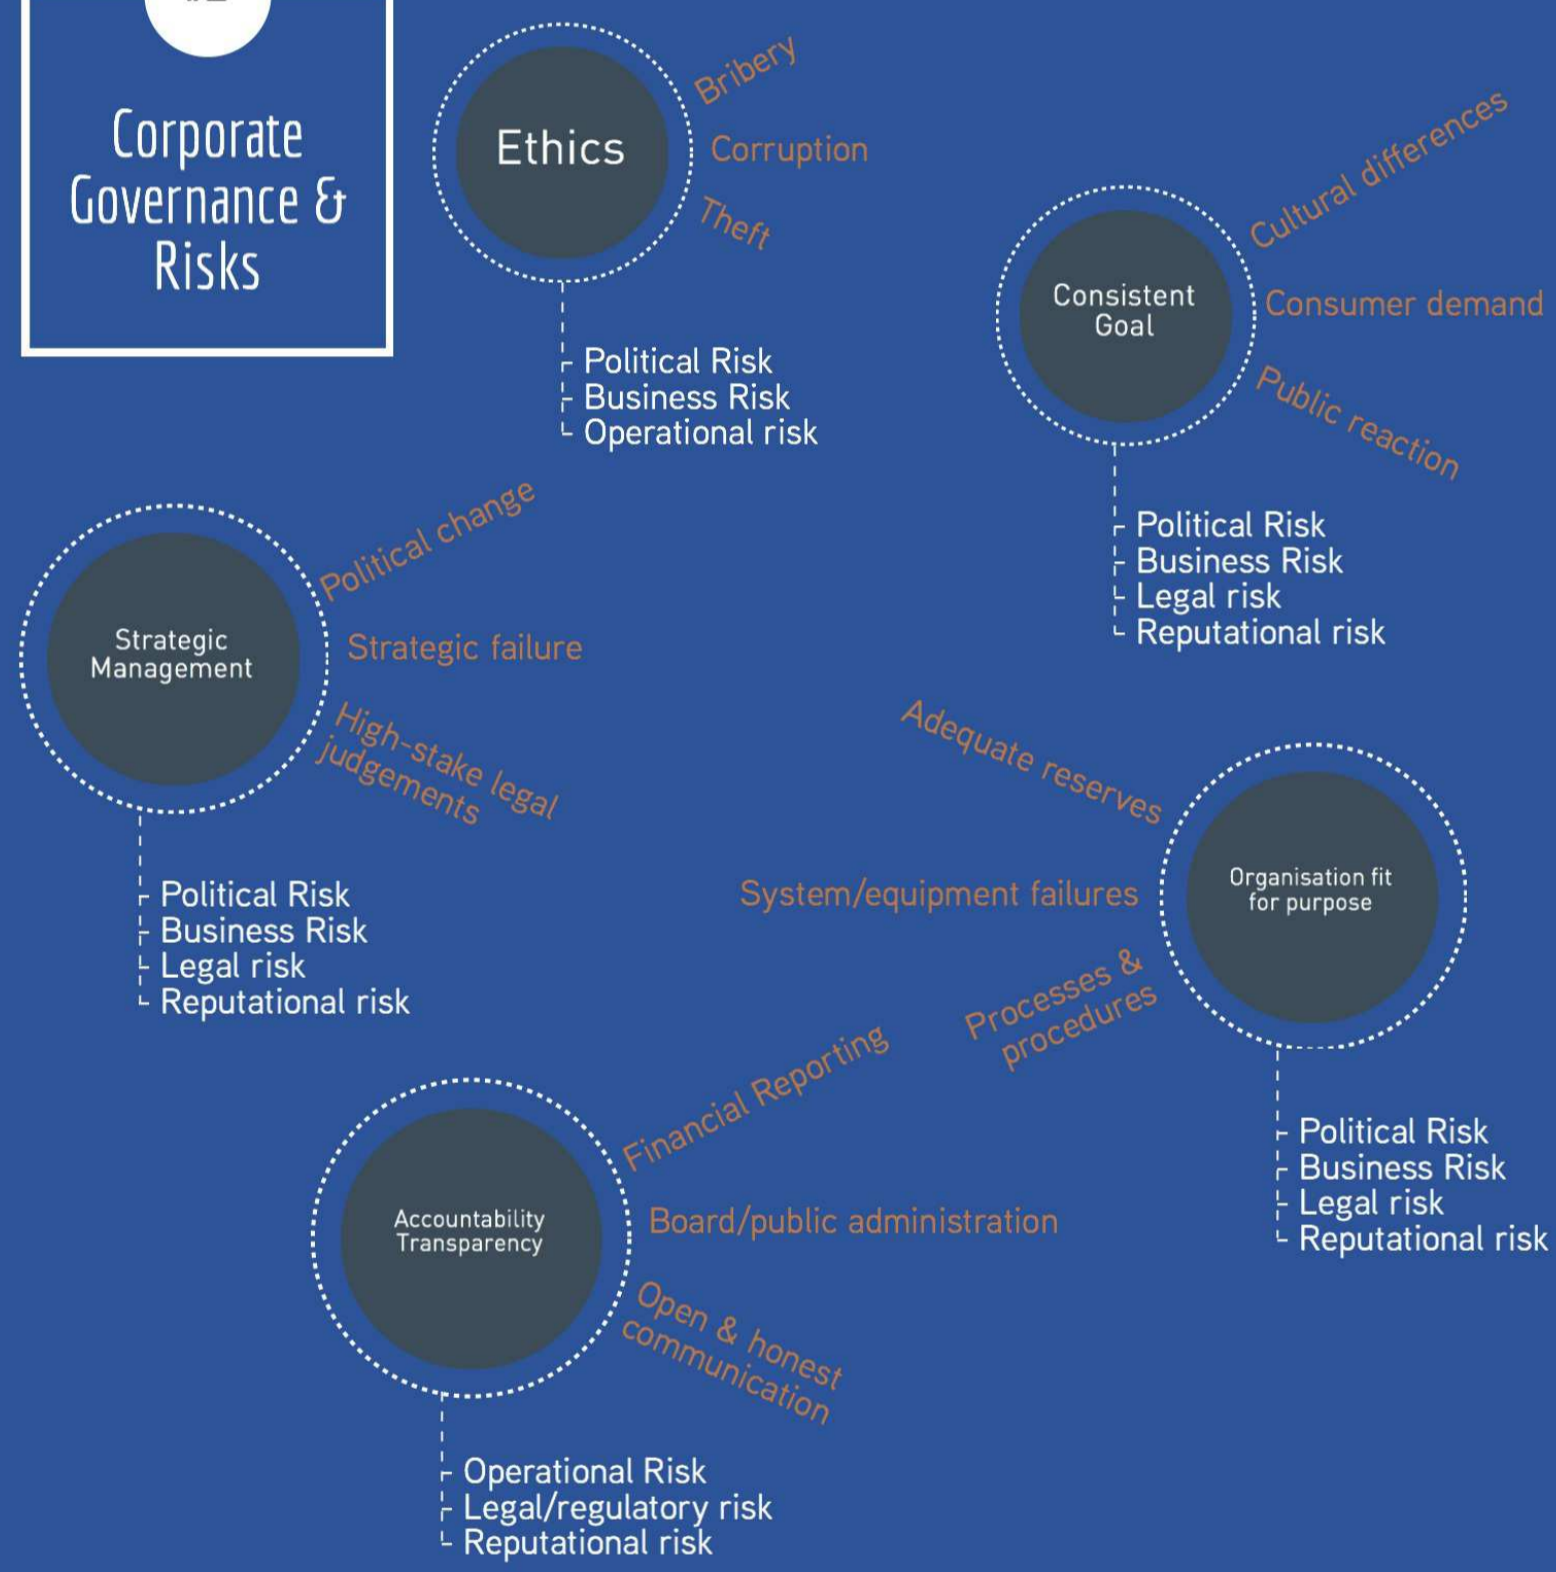 Corporate
Governance &
Risks
Ethics
Bribery
Corruption
Theft
Political Risk
Business Risk
Operational risk
Consistent
Goal
Cultural differences
Consumer demand
Public reaction
Political Risk
Business Risk
Legal risk
Reputational risk
Strategic
Management
Political change
Strategic failure
High-stake legal
judgements
Political Risk
Business Risk
Legal risk
Reputational risk
Organisation fit
for purpose
Adequate reserves
System/equipment failures
Processes &
procedures
Political Risk
Business Risk
Legal risk
Reputational risk
Accountability
Transparency
Financial Reporting
Board/public administration
Open & honest
communication
Operational Risk
Legal/regulatory risk
Reputational risk